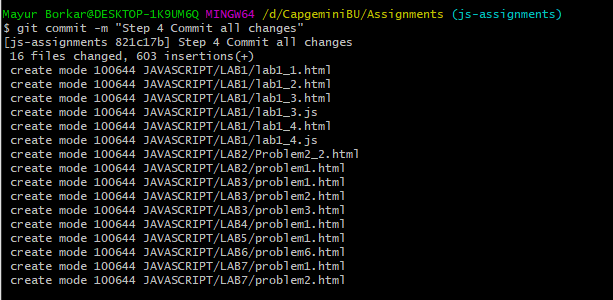 Mayur Borkar@DESKTOP-1K9UM6Q MINGW64 /d/CapgeminiBU/Assignments (js-assignments)
$ git commit -m "Step 4 Commit all changes"
[js-assignments 821c17b] Step 4 Commit all changes
 16 files changed, 603 insertions(+)
 create mode 100644 JAVASCRIPT/LAB1/lab1_1.html
 create mode 100644 JAVASCRIPT/LAB1/lab1_2.html
 create mode 100644 JAVASCRIPT/LAB1/lab1_3.html
 create mode 100644 JAVASCRIPT/LAB1/lab1_3.js
 create mode 100644 JAVASCRIPT/LAB1/lab1_4.html
 create mode 100644 JAVASCRIPT/LAB1/lab1_4.js
 create mode 100644 JAVASCRIPT/LAB2/Problem2_2.html
 create mode 100644 JAVASCRIPT/LAB2/problem1.html
 create mode 100644 JAVASCRIPT/LAB3/problem1.html
 create mode 100644 JAVASCRIPT/LAB3/problem2.html
 create mode 100644 JAVASCRIPT/LAB3/problem3.html
 create mode 100644 JAVASCRIPT/LAB4/problem1.html
 create mode 100644 JAVASCRIPT/LAB5/problem1.html
 create mode 100644 JAVASCRIPT/LAB6/problem6.html
 create mode 100644 JAVASCRIPT/LAB7/problem1.html
 create mode 100644 JAVASCRIPT/LAB7/problem2.html